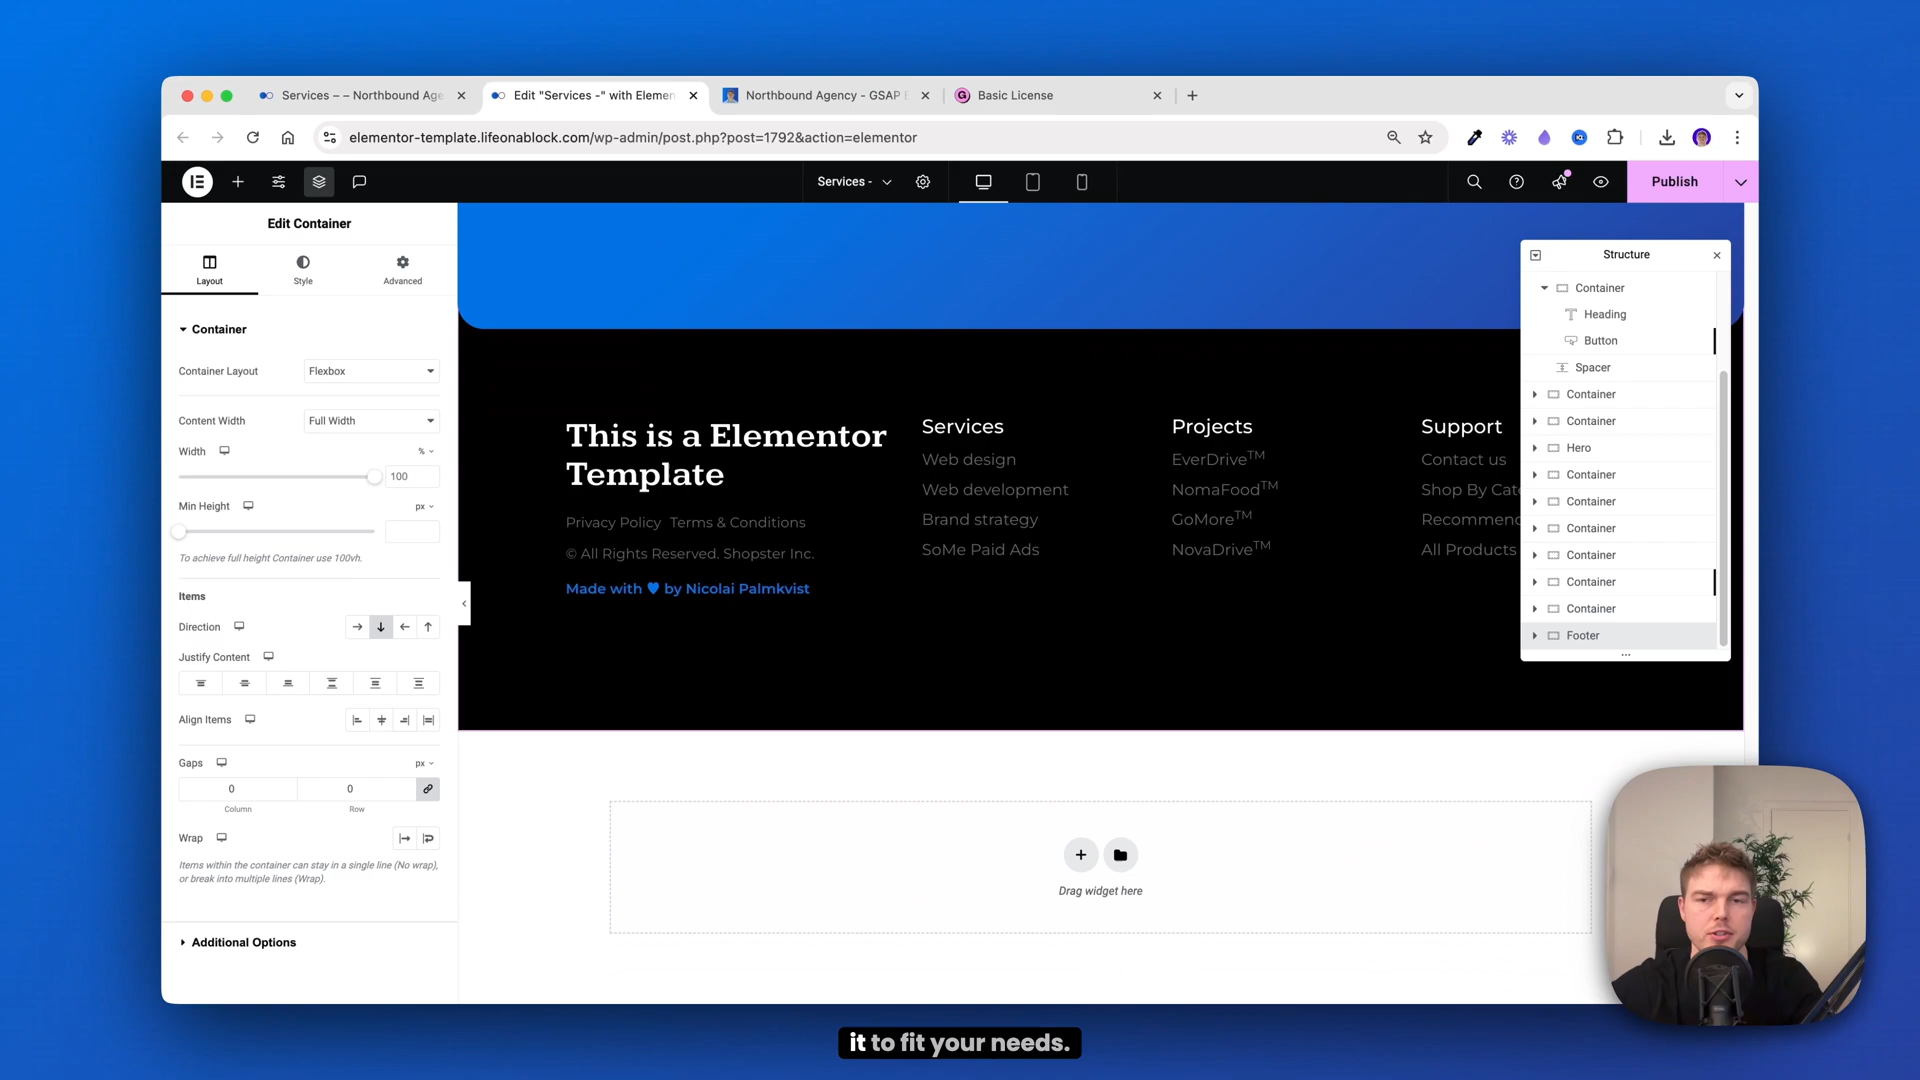 Services – – Northbound Age
Edit "Services -" with Elemen
Northbound Agency - GSAP E
Basic License
elementor-template.lifeonablock.com/wp-admin/post.php?post=1792&action=elementor
Services -
Publish
Edit Container
Layout
Style
Advanced
Container
Container Layout
Flexbox
Content Width
Full Width
Width
%
100
Min Height
px
To achieve full height Container use 100vh.
Items
Direction
Justify Content
Align Items
Gaps
px
0
0
Column
Row
Wrap
Items within the container can stay in a single line (No wrap),
or break into multiple lines (Wrap).
Additional Options
This is a Elementor
Template
Privacy Policy Terms & Conditions
© All Rights Reserved. Shopster Inc.
Made with 💙 by Nicolai Palmkvist
Services
Web design
Web development
Brand strategy
SoMe Paid Ads
Projects
EverDrive™
NomaFood™
GoMore™
NovaDrive™
Support
Contact us
Shop By Cate
Recommend
All Products
Structure
Container
Heading
Button
Spacer
Container
Container
Hero
Container
Container
Container
Container
Container
Container
Footer
Drag widget here
it to fit your needs.